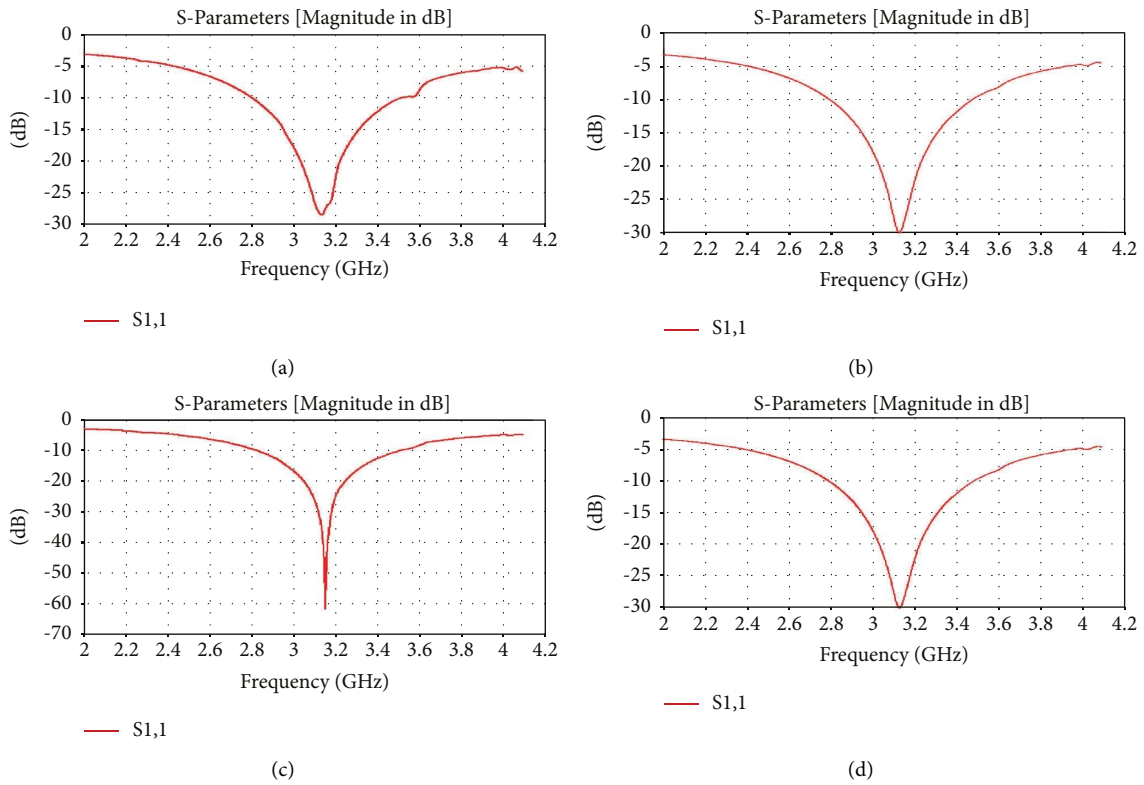 S-Parameters [Magnitude in dB]
0
-5
-10
-15
-20
-25
-30
(dB)
2 2.2 2.4 2.6 2.8 3 3.2 3.4 3.6 3.8 4 4.2
Frequency (GHz)
S1,1
(a)
S-Parameters [Magnitude in dB]
0
-5
-10
-15
-20
-25
-30
(dB)
2 2.2 2.4 2.6 2.8 3 3.2 3.4 3.6 3.8 4 4.2
Frequency (GHz)
S1,1
(b)
S-Parameters [Magnitude in dB]
0
-10
-20
-30
-40
-50
-60
-70
(dB)
2 2.2 2.4 2.6 2.8 3 3.2 3.4 3.6 3.8 4 4.2
Frequency (GHz)
S1,1
(c)
S-Parameters [Magnitude in dB]
0
-5
-10
-15
-20
-25
-30
(dB)
2 2.2 2.4 2.6 2.8 3 3.2 3.4 3.6 3.8 4 4.2
Frequency (GHz)
S1,1
(d)